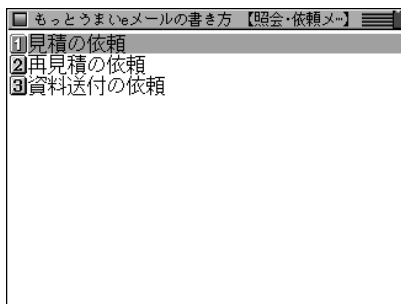 もっとうまいeメールの書き方 【照会・依頼メ…】
1見積の依頼
2再見積の依頼
3資料送付の依頼